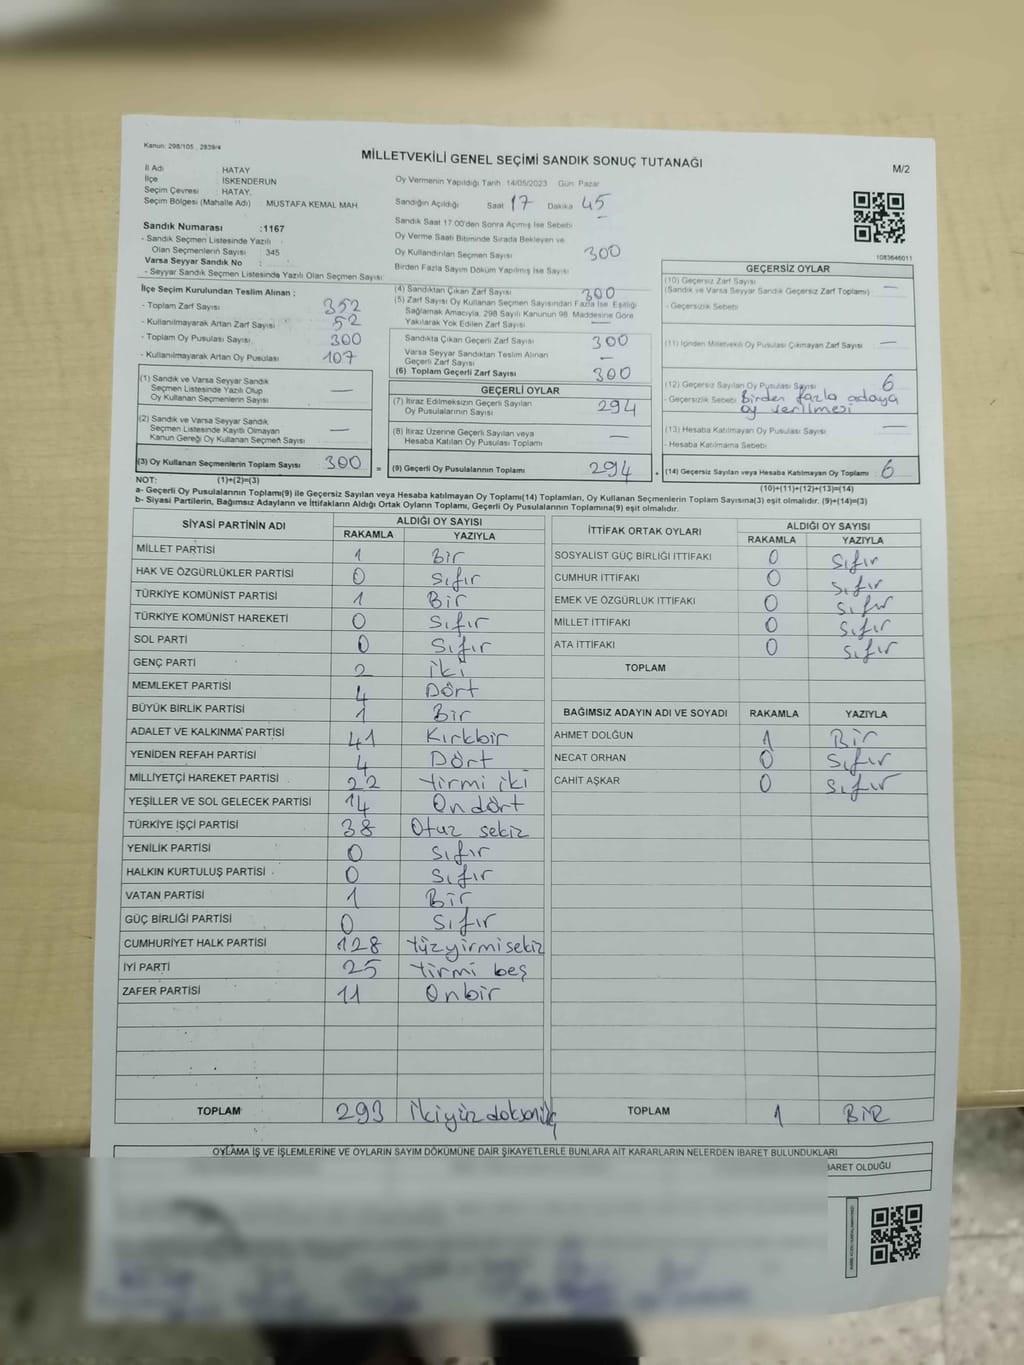 Kanun: 298/105 , 2839/4
MİLLETVEKİLİ GENEL SEÇİMİ SANDIK SONUÇ TUTANAĞI
M/2
İl Adı : HATAY
İlçe : İSKENDERUN
Seçim Çevresi : HATAY.
Seçim Bölgesi (Mahalle Adı) : MUSTAFA KEMAL MAH.
Oy Vermenin Yapıldığı Tarih 14/05/2023 Gün: Pazar
Sandığın Açıldığı Saat 17 Dakika 45
Sandık Saat 17:00'den Sonra Açımış İse Sebebi
Oy Verme Saati Bitiminde Sırada Bekleyen ve
Oy Kullandırılan Seçmen Sayısı 300
Birden Fazla Sayım Döküm Yapılmış İse Sayısı
Sandık Numarası :1167
- Sandık Seçmen Listesinde Yazılı
Olan Seçmenlerin Sayısı : 345
Varsa Seyyar Sandık No :
- Seyyar Sandık Seçmen Listesinde Yazılı Olan Seçmen Sayısı:
1083646011
İlçe Seçim Kurulundan Teslim Alınan :
- Toplam Zarf Sayısı 352
- Kullanılmayarak Artan Zarf Sayısı 52
- Toplam Oy Pusulası Sayısı 300
- Kullanılmayarak Artan Oy Pusulası 107
(1) Sandık ve Varsa Seyyar Sandık
Seçmen Listesinde Yazılı Olup
Oy Kullanan Seçmenlerin Sayısı —
(2) Sandık ve Varsa Seyyar Sandık
Seçmen Listesinde Kayıtlı Olmayan
Kanun Gereği Oy Kullanan Seçmen Sayısı —
(3) Oy Kullanan Seçmenlerin Toplam Sayısı 300 =
(4) Sandıktan Çıkan Zarf Sayısı 300
(5) Zarf Sayısı Oy Kullanan Seçmen Sayısından Fazla İse, Eşitliği
Sağlamak Amacıyla, 298 Sayılı Kanunun 98. Maddesine Göre
Yakılarak Yok Edilen Zarf Sayısı —
Sandıkta Çıkan Geçerli Zarf Sayısı 300
Varsa Seyyar Sandıktan Teslim Alınan
Geçerli Zarf Sayısı —
(6) Toplam Geçerli Zarf Sayısı 300
GEÇERLİ OYLAR
(7) İtiraz Edilmeksizin Geçerli Sayılan
Oy Pusulalarının Sayısı 294
(8) İtiraz Üzerine Geçerli Sayılan veya
Hesaba Katılan Oy Pusulası Toplamı —
(9) Geçerli Oy Pusulalarının Toplamı 294 +
GEÇERSİZ OYLAR
(10) Geçersiz Zarf Sayısı
(Sandık ve Varsa Seyyar Sandık Geçersiz Zarf Toplamı) —
- Geçersizlik Sebebi
(11) İçinden Milletvekili Oy Pusulası Çıkmayan Zarf Sayısı —
(12) Geçersiz Sayılan Oy Pusulası Sayısı 6
- Geçersizlik Sebebi Birden fazla adaya
oy verilmesi
(13) Hesaba Katılmayan Oy Pusulası Sayısı —
- Hesaba Katılmama Sebebi
(14) Geçersiz Sayılan veya Hesaba Katılmayan Oy Toplamı 6
NOT: (1)+(2)=(3) (10)+(11)+(12)+(13)=(14)
a- Geçerli Oy Pusulalarının Toplamı(9) ile Geçersiz Sayılan veya Hesaba katılmayan Oy Toplamı(14) Toplamları, Oy Kullanan Seçmenlerin Toplam Sayısına(3) eşit olmalıdır. (9)+(14)=(3)
b- Siyasi Partilerin, Bağımsız Adayların ve İttifakların Aldığı Ortak Oyların Toplamı, Geçerli Oy Pusulalarının Toplamına(9) eşit olmalıdır.
SİYASİ PARTİNİN ADI ALDIĞI OY SAYISI
RAKAMLA YAZIYLA
MİLLET PARTİSİ 1 Bir
HAK VE ÖZGÜRLÜKLER PARTİSİ 0 Sıfır
TÜRKİYE KOMÜNİST PARTİSİ 1 Bir
TÜRKİYE KOMÜNİST HAREKETİ 0 Sıfır
SOL PARTİ 0 Sıfır
GENÇ PARTİ 2 iki
MEMLEKET PARTİSİ 4 Dört
BÜYÜK BİRLİK PARTİSİ 1 Bir
ADALET VE KALKINMA PARTİSİ 41 Kırkbir
YENİDEN REFAH PARTİSİ 4 Dört
MİLLİYETÇİ HAREKET PARTİSİ 22 Yirmi iki
YEŞİLLER VE SOL GELECEK PARTİSİ 14 On dört
TÜRKİYE İŞÇİ PARTİSİ 38 Otuz sekiz
YENİLİK PARTİSİ 0 Sıfır
HALKIN KURTULUŞ PARTİSİ 0 Sıfır
VATAN PARTİSİ 1 Bir
GÜÇ BİRLİĞİ PARTİSİ 0 Sıfır
CUMHURİYET HALK PARTİSİ 128 Yüzyirmisekiz
İYİ PARTİ 25 Yirmi beş
ZAFER PARTİSİ 11 Onbir
TOPLAM 293 İkiyüzdoksanüç
İTTİFAK ORTAK OYLARI ALDIĞI OY SAYISI
RAKAMLA YAZIYLA
SOSYALİST GÜÇ BİRLİĞİ İTTİFAKI 0 Sıfır
CUMHUR İTTİFAKI 0 Sıfır
EMEK VE ÖZGÜRLÜK İTTİFAKI 0 Sıfır
MİLLET İTTİFAKI 0 Sıfır
ATA İTTİFAKI 0 Sıfır
TOPLAM
BAĞIMSIZ ADAYIN ADI VE SOYADI RAKAMLA YAZIYLA
AHMET DOLĞUN 1 Bir
NECAT ORHAN 0 Sıfır
CAHİT AŞKAR 0 Sıfır
TOPLAM 1 BİR
OYLAMA İŞ VE İŞLEMLERİNE VE OYLARIN SAYIM DÖKÜMÜNE DAİR ŞİKAYETLERLE BUNLARA AİT KARARLARIN NELERDEN İBARET BULUNDUKLARI
İBARET OLDUĞU